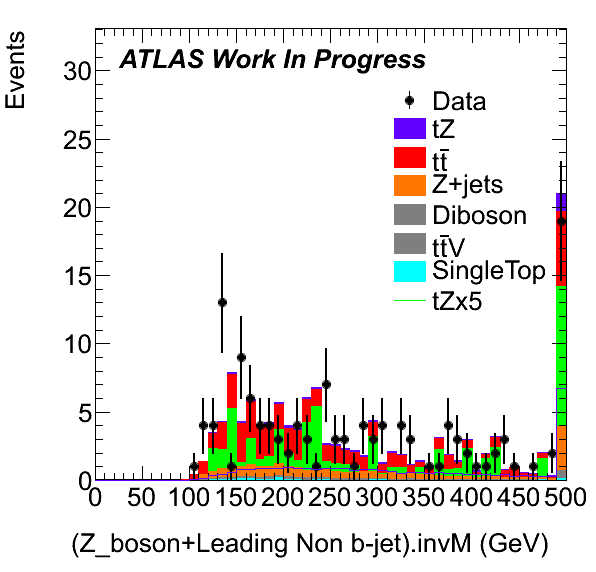 Events
ATLAS Work In Progress
30
25
20
15
10
5
0
Data
tZ
tt̄
Z+jets
Diboson
tt̄V
SingleTop
tZx5
0 50 100 150 200 250 300 350 400 450 500
(Z_boson+Leading Non b-jet).invM (GeV)